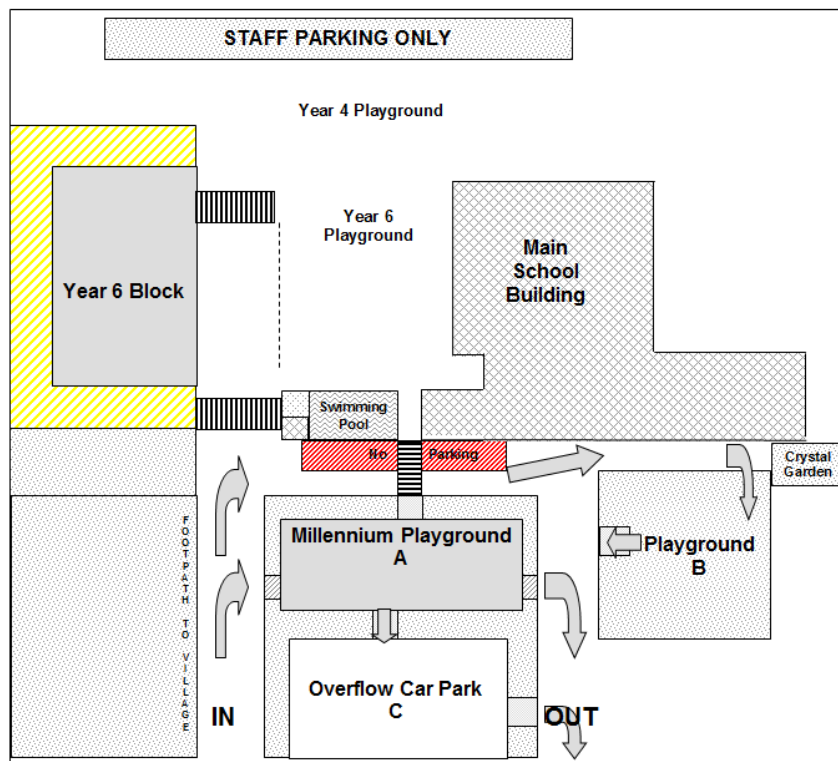 STAFF PARKING ONLY
Year 4 Playground
Year 6
Playground
Main
School
Building
Year 6 Block
Swimming
Pool
No Parking
Crystal
Garden
FOOTPATH TO VILLAGE
Millennium Playground
A
Playground
B
Overflow Car Park
C
IN
OUT